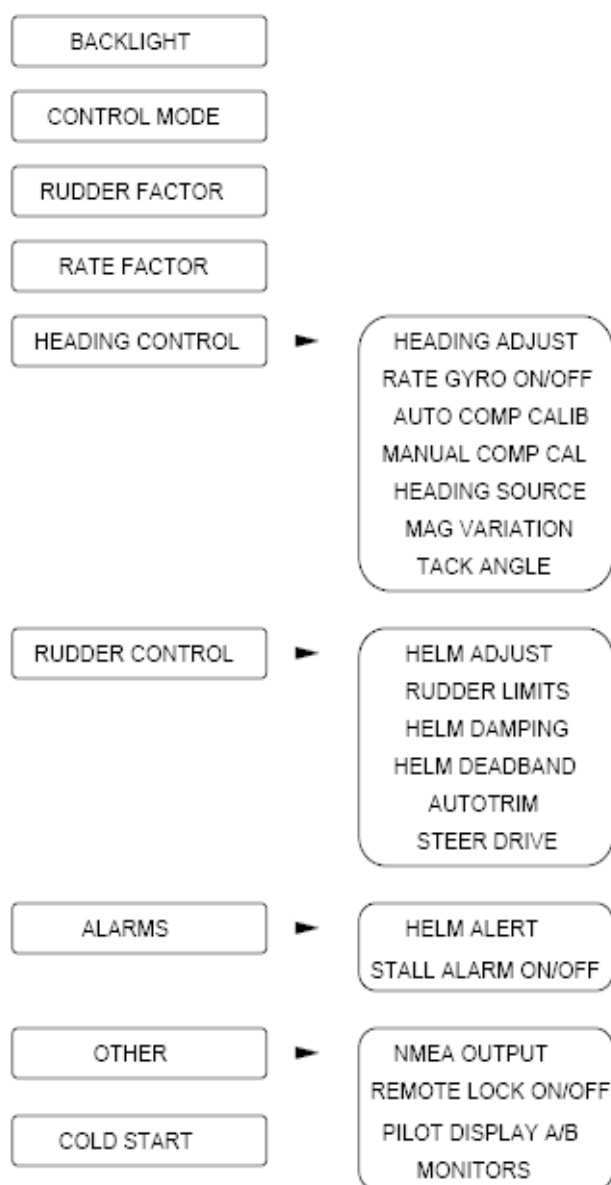 BACKLIGHT
CONTROL MODE
RUDDER FACTOR
RATE FACTOR
HEADING CONTROL
HEADING ADJUST
RATE GYRO ON/OFF
AUTO COMP CALIB
MANUAL COMP CAL
HEADING SOURCE
MAG VARIATION
TACK ANGLE
RUDDER CONTROL
HELM ADJUST
RUDDER LIMITS
HELM DAMPING
HELM DEADBAND
AUTOTRIM
STEER DRIVE
ALARMS
HELM ALERT
STALL ALARM ON/OFF
OTHER
NMEA OUTPUT
REMOTE LOCK ON/OFF
PILOT DISPLAY A/B
MONITORS
COLD START